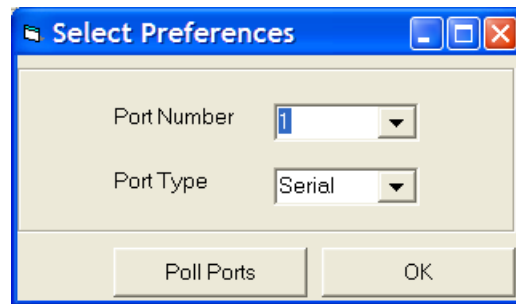 Select Preferences
Port Number 1
Port Type Serial
Poll Ports OK